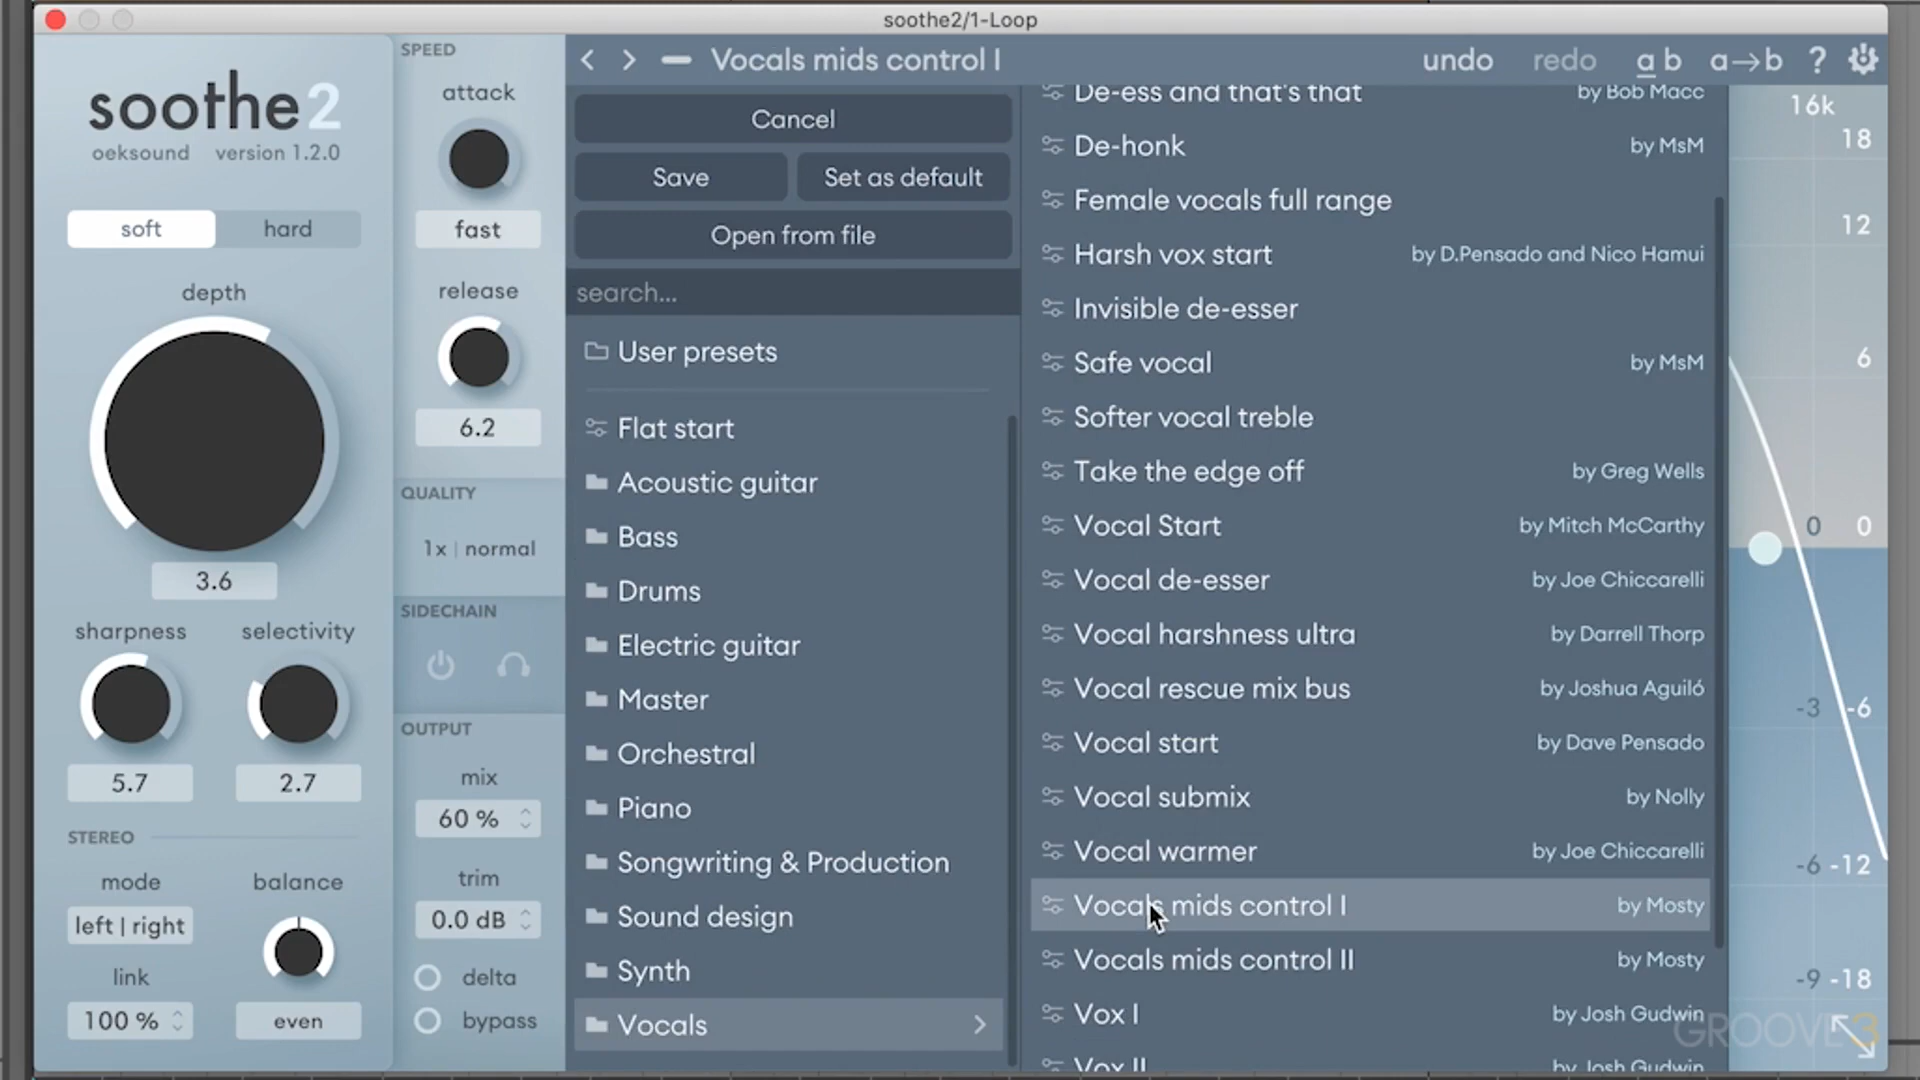 soothe2/1-Loop
soothe2
oeksound version 1.2.0
soft hard
depth
3.6
sharpness selectivity
5.7 2.7
STEREO
mode balance
left | right
link
100 % even
SPEED
attack
fast
release
6.2
QUALITY
1x | normal
SIDECHAIN
OUTPUT
mix
60 %
trim
0.0 dB
delta
bypass
Vocals mids control I
undo redo a b a→b ?
Cancel
Save Set as default
Open from file
search...
User presets
Flat start
Acoustic guitar
Bass
Drums
Electric guitar
Master
Orchestral
Piano
Songwriting & Production
Sound design
Synth
Vocals
De-ess and that's that by Bob Macc
De-honk by MsM
Female vocals full range
Harsh vox start by D.Pensado and Nico Hamui
Invisible de-esser
Safe vocal by MsM
Softer vocal treble
Take the edge off by Greg Wells
Vocal Start by Mitch McCarthy
Vocal de-esser by Joe Chiccarelli
Vocal harshness ultra by Darrell Thorp
Vocal rescue mix bus by Joshua Aguiló
Vocal start by Dave Pensado
Vocal submix by Nolly
Vocal warmer by Joe Chiccarelli
Vocals mids control I by Mosty
Vocals mids control II by Mosty
Vox I by Josh Gudwin
Vox II by Josh Gudwin
16k
18
12
6
0 0
-3 -6
-6 -12
-9 -18
GROOVE3